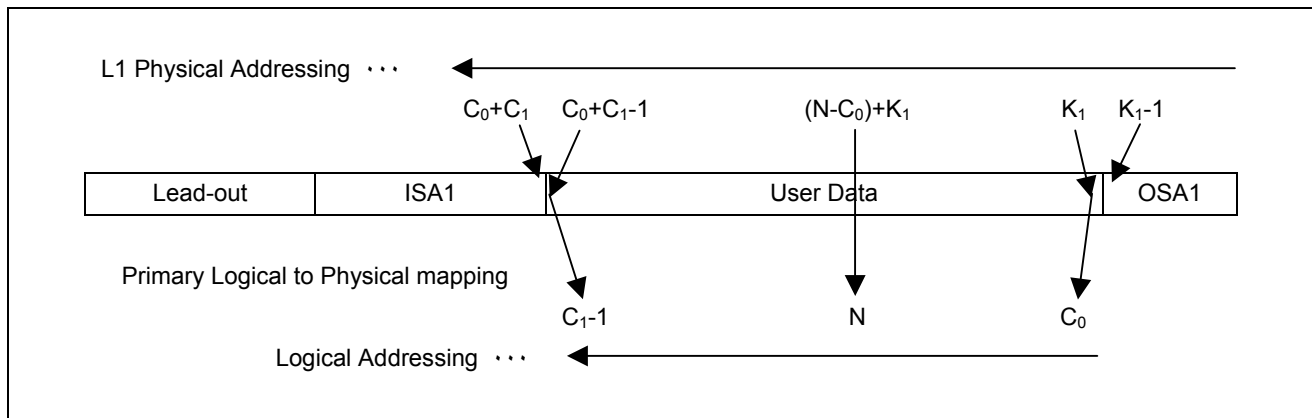 L1 Physical Addressing ···
C₀+C₁ C₀+C₁-1 (N-C₀)+K₁ K₁ K₁-1
Lead-out ISA1 User Data OSA1
Primary Logical to Physical mapping
C₁-1 N C₀
Logical Addressing ···